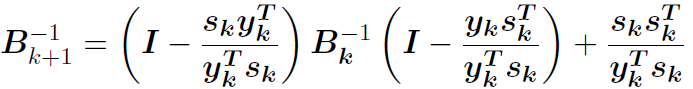 $B_{k+1}^{-1} = \left( I - \frac{s_k y_k^T}{y_k^T s_k} \right) B_k^{-1} \left( I - \frac{y_k s_k^T}{y_k^T s_k} \right) + \frac{s_k s_k^T}{y_k^T s_k}$